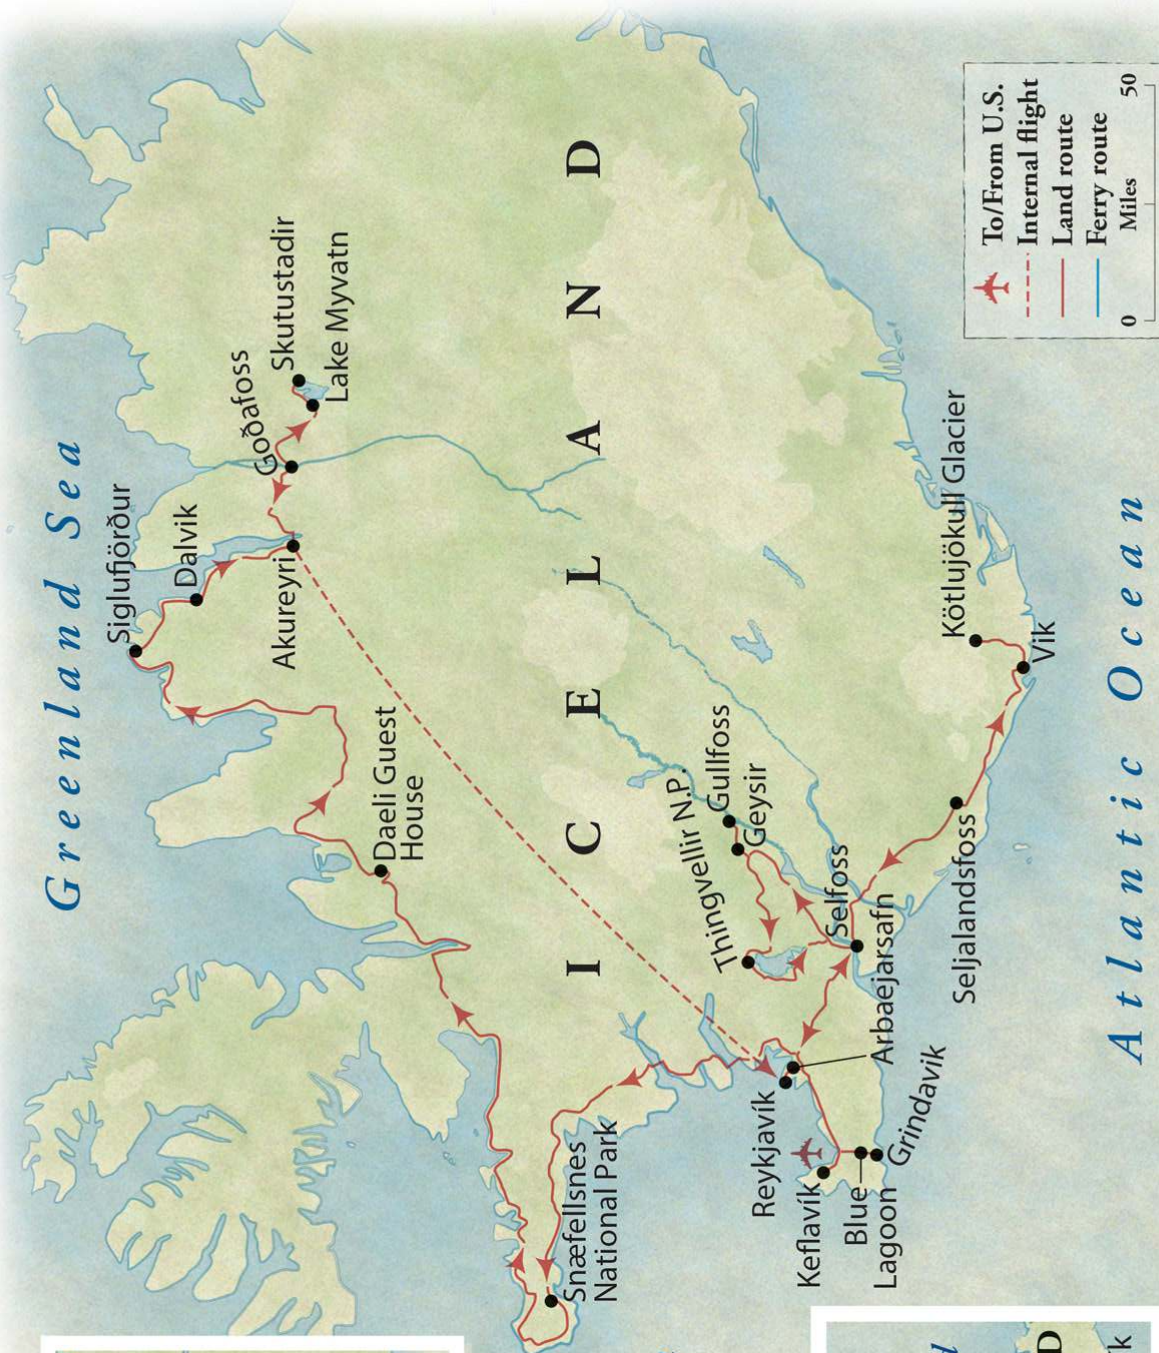 Greenland Sea
Siglufjörður
Dalvik
Akureyri
Goðafoss
Skutustadir
Lake Myvatn
Daeli Guest
House
ICELAND
Snæfellsnes
National Park
Thingvellir N.P.
Gullfoss
Geysir
Selfoss
Reykjavík
Arbaejarsafn
Keflavík
Blue
Lagoon
Grindavik
Seljalandsfoss
Vik
Kötlujökull Glacier
Atlantic Ocean
To/From U.S.
Internal flight
Land route
Ferry route
0 Miles 50
d
D
rk